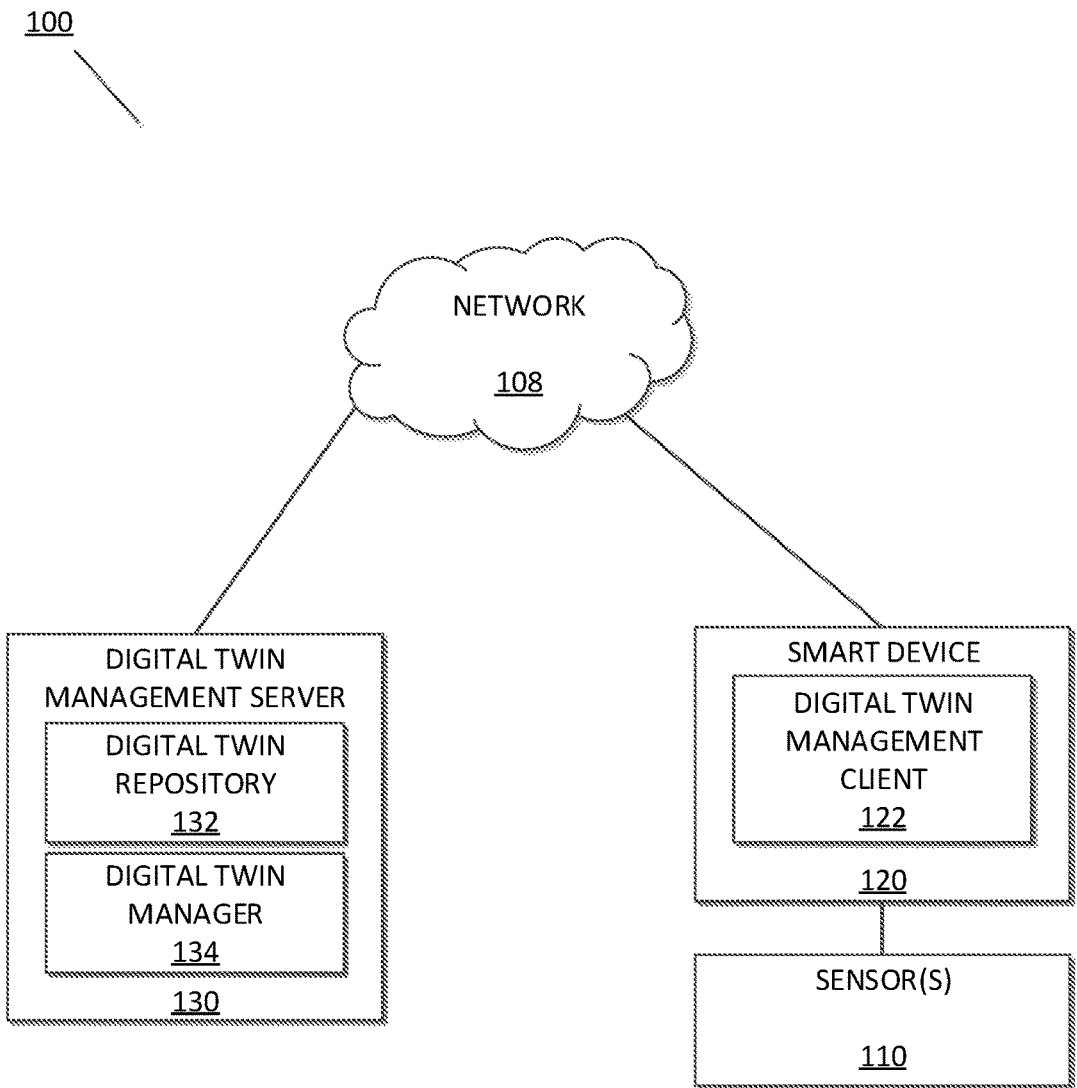 100
NETWORK
108
DIGITAL TWIN
MANAGEMENT SERVER
DIGITAL TWIN
REPOSITORY
132
DIGITAL TWIN
MANAGER
134
130
SMART DEVICE
DIGITAL TWIN
MANAGEMENT
CLIENT
122
120
SENSOR(S)
110